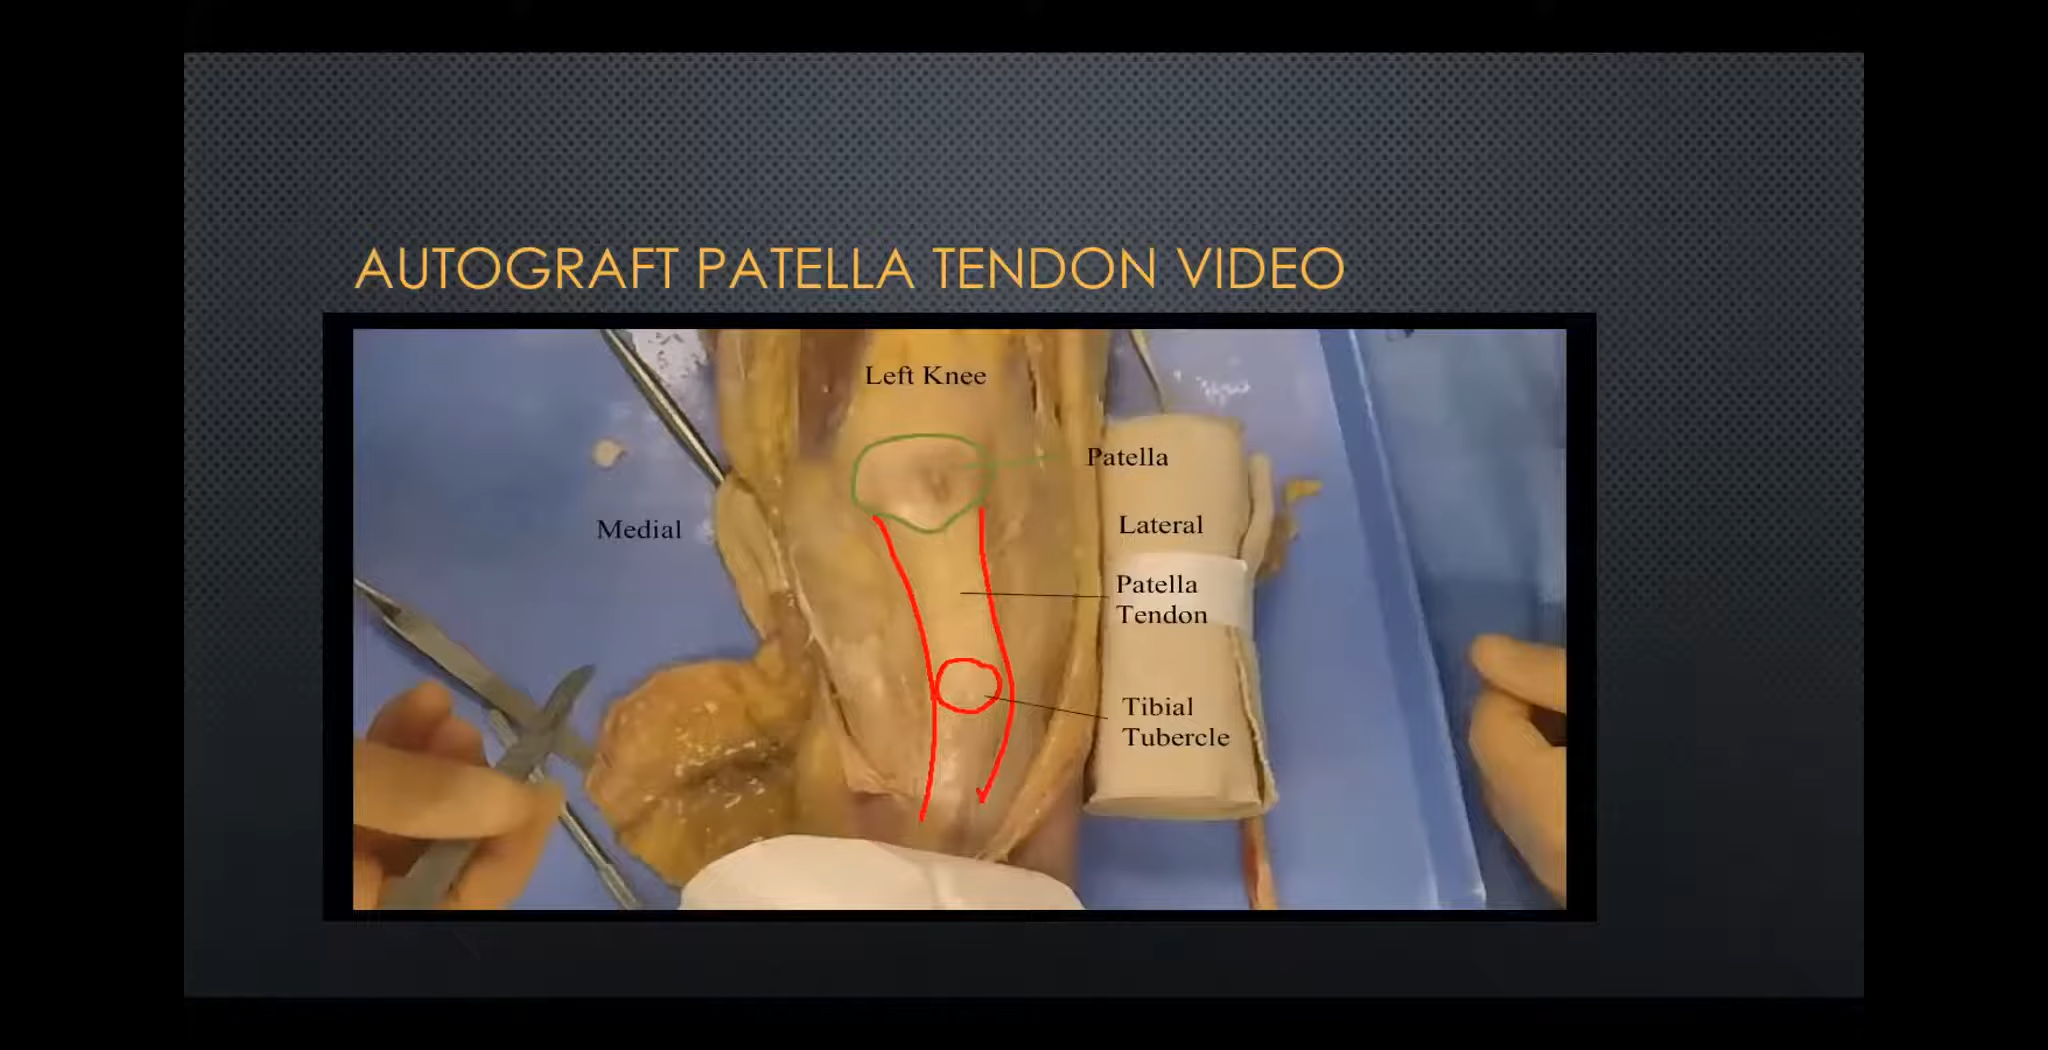 AUTOGRAFT PATELLA TENDON VIDEO
Left Knee
Patella
Medial
Lateral
Patella
Tendon
Tibial
Tubercle